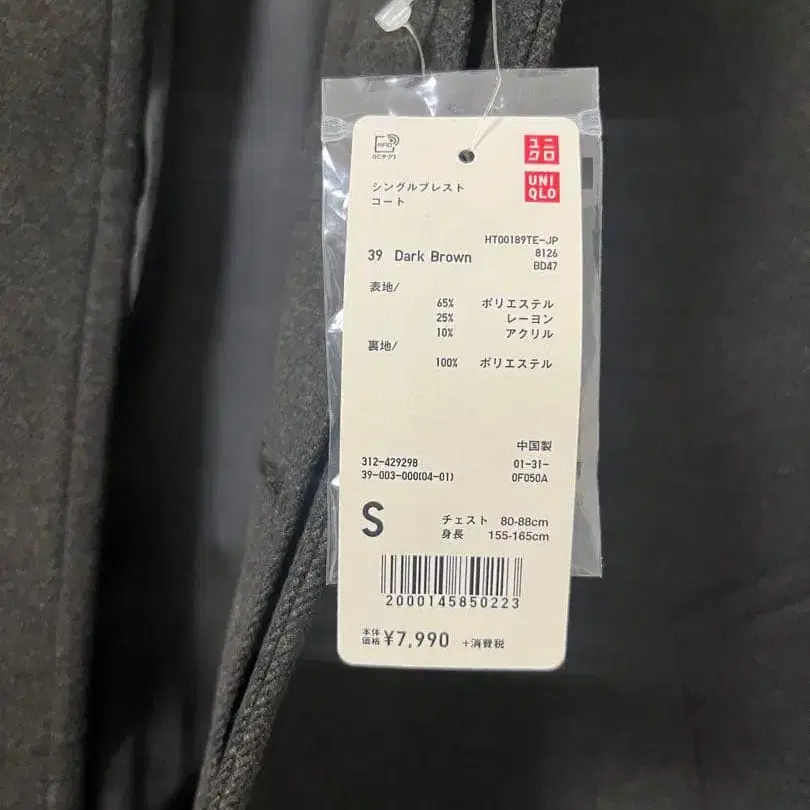 RFID
ICタグ
ユニ
クロ
UNI
QLO
シングルブレスト
コート
HT00189TE-JP
39 Dark Brown
8126
BD47
表地/
65% ポリエステル
25% レーヨン
10% アクリル
裏地/
100% ポリエステル
中国製
312-429298
01-31-
39-003-000(04-01)
0F050A
S
チェスト 80-88cm
身長 155-165cm
2000145850223
本体
価格 ¥7,990 +消費税